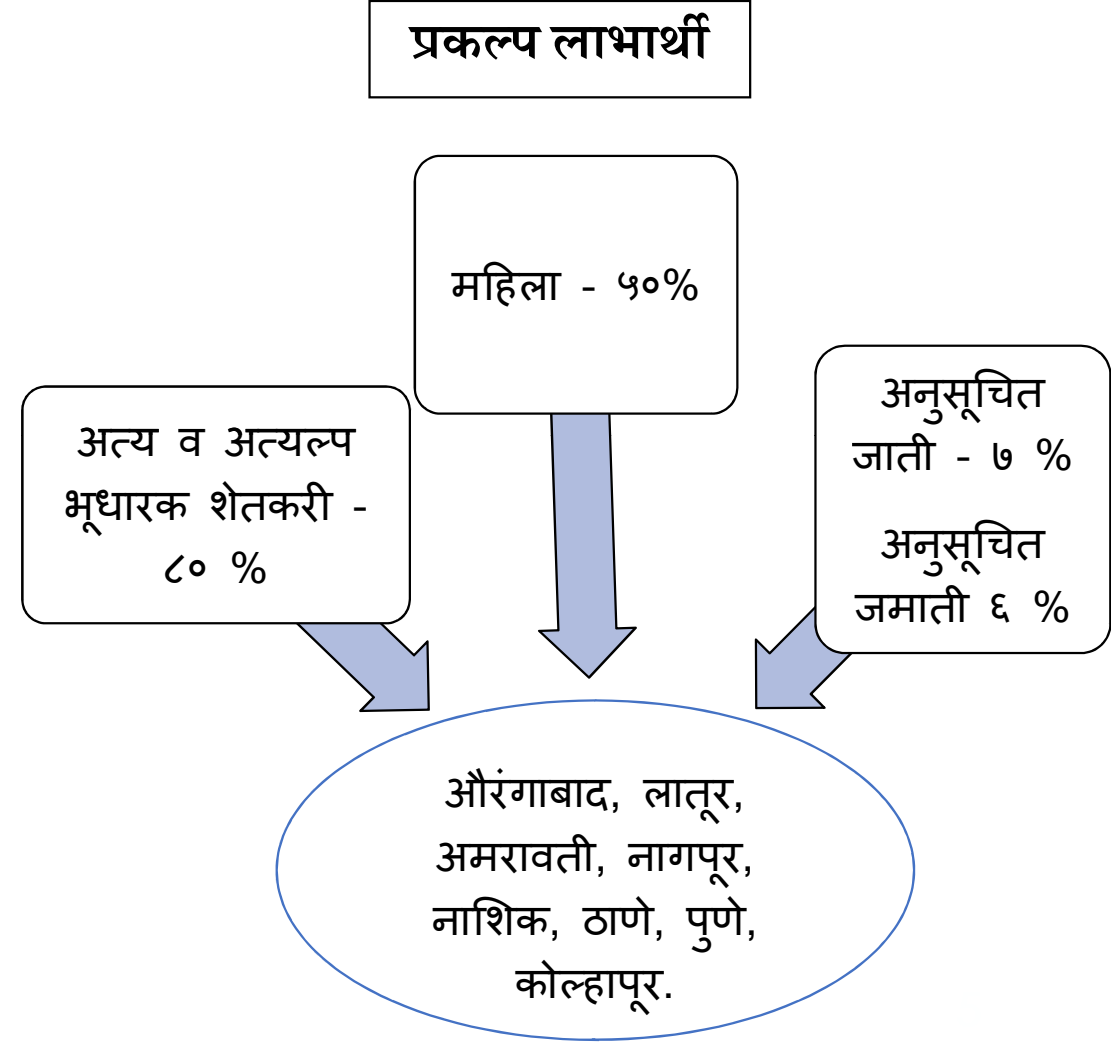 प्रकल्प लाभार्थी
महिला - ५०%
अत्य व अत्यल्प
भूधारक शेतकरी -
८० %
अनुसूचित
जाती - ७ %
अनुसूचित
जमाती ६ %
औरंगाबाद, लातूर,
अमरावती, नागपूर,
नाशिक, ठाणे, पुणे,
कोल्हापूर.